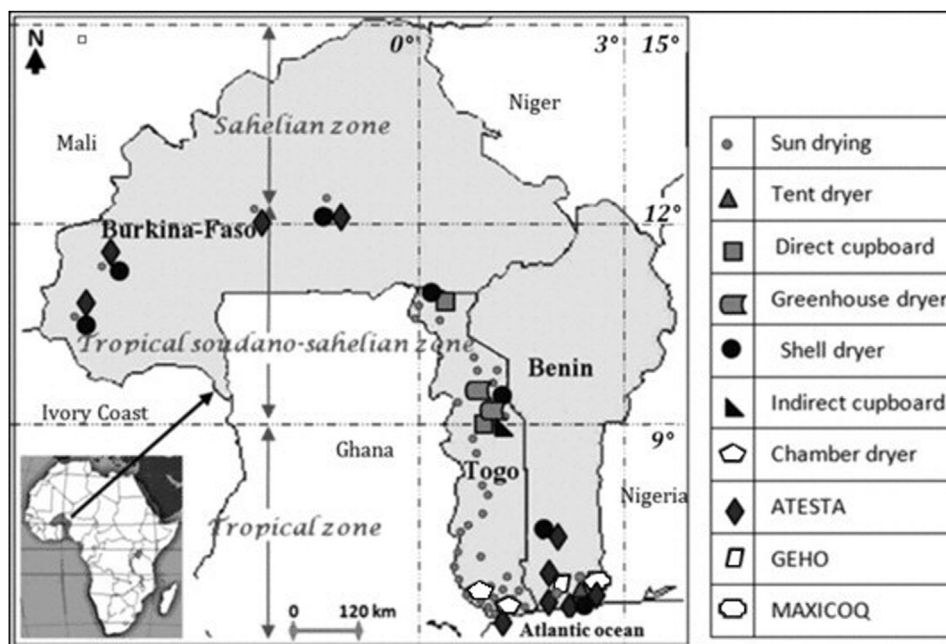 N
0°
3°
15°
Niger
Mali
Sahelian zone
12°
Burkina-Faso
Tropical soudano-sahelian zone
Benin
Ivory Coast
9°
Ghana
Togo
Nigeria
Tropical zone
0 120 km
Atlantic ocean
Sun drying
Tent dryer
Direct cupboard
Greenhouse dryer
Shell dryer
Indirect cupboard
Chamber dryer
ATESTA
GEHO
MAXICOQ